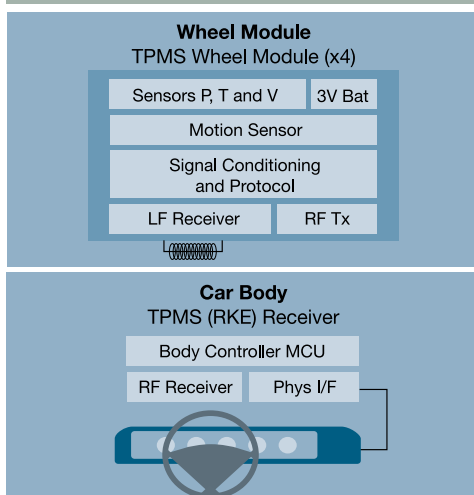 Wheel Module
TPMS Wheel Module (x4)
Sensors P, T and V
3V Bat
Motion Sensor
Signal Conditioning
and Protocol
LF Receiver
RF Tx
Car Body
TPMS (RKE) Receiver
Body Controller MCU
RF Receiver
Phys I/F